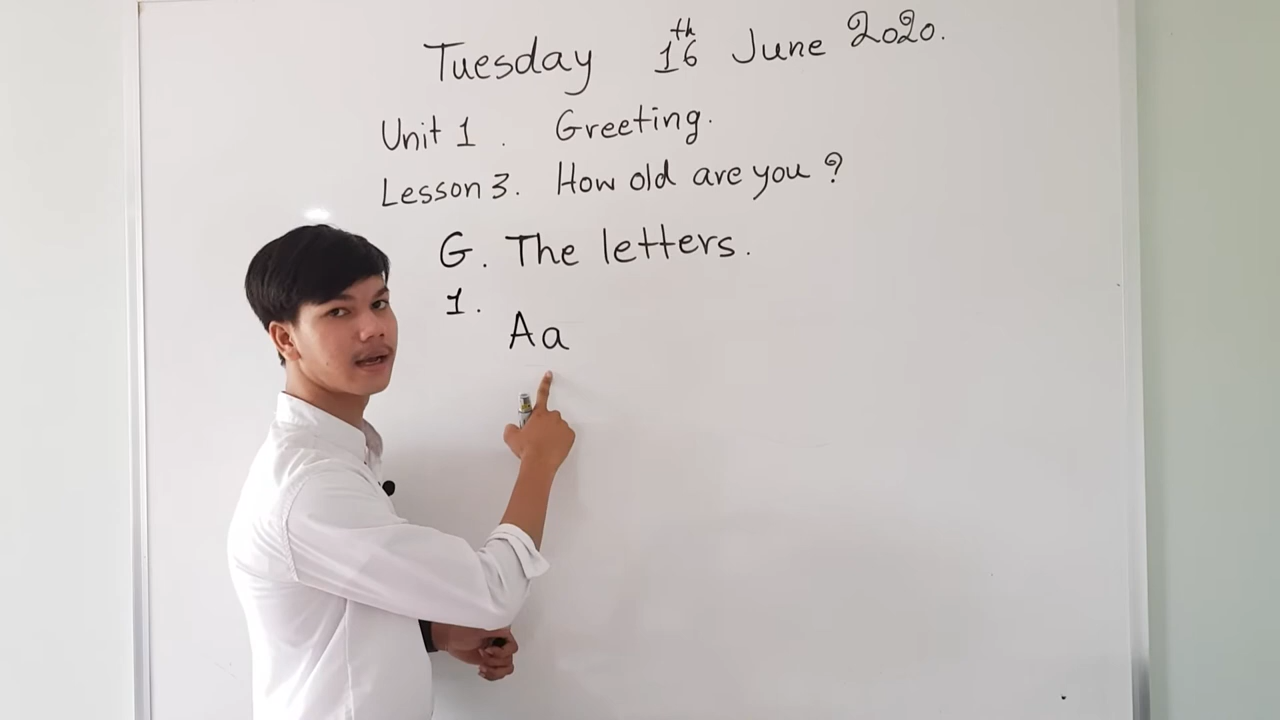 Tuesday 16th June 2020.
Unit 1. Greeting.
Lesson 3. How old are you?
G. The letters.
1.
Aa